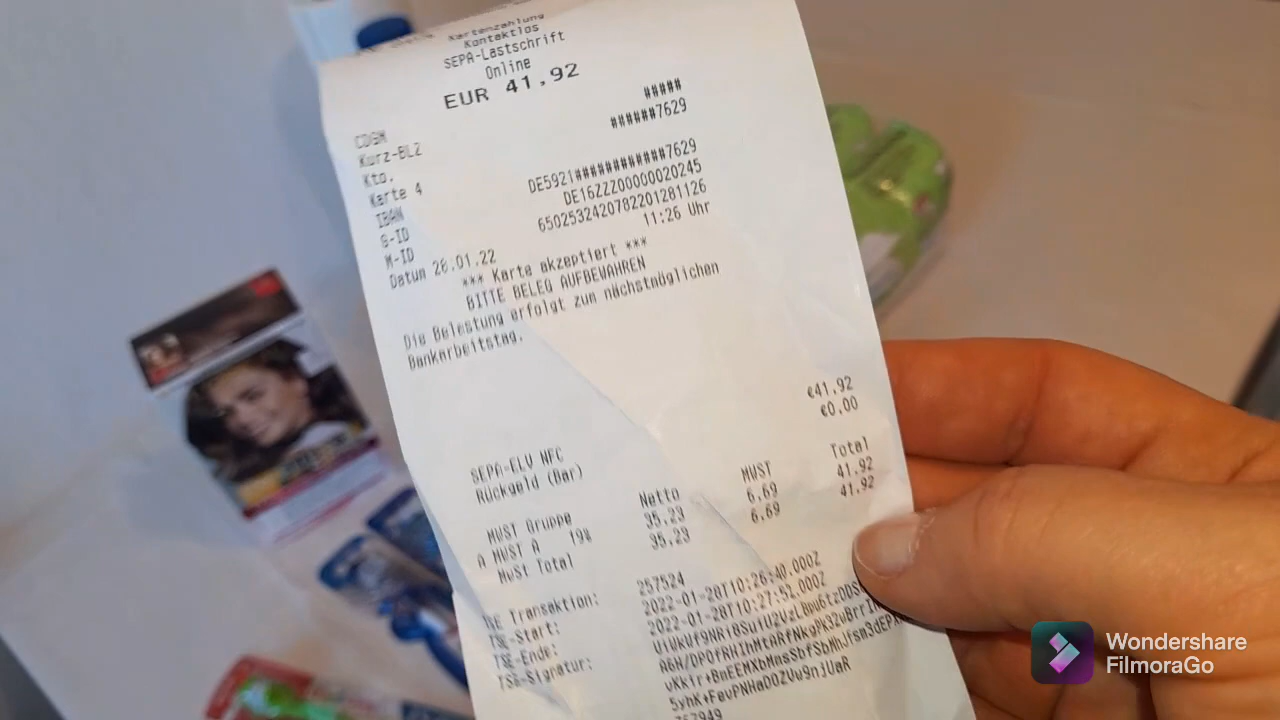 Kartenzahlung
Kontaktlos
SEPA-Lastschrift
Online
EUR 41,92
CDGM #####
Kurz-BLZ ######7629
Kto.
Karte 4 DE5921############7629
IBAN DE16ZZZ00000020245
G-ID 6502532420782201281126
M-ID 11:26 Uhr
Datum 28.01.22
*** Karte akzeptiert ***
BITTE BELEG AUFBEWAHREN
Die Belastung erfolgt zum nächstmöglichen
Bankarbeitstag.
€41.92
€0.00
SEPA-ELV NFC
Rückgeld (Bar)
Netto MWST Total
MWST Gruppe 35.23 6.69 41.92
A MWST A 19% 35.23 6.69 41.92
MwSt Total
TSE Transaktion: 257524
TSE-Start: 2022-01-28T10:26:40.000Z
TSE-Ende: 2022-01-28T10:27:52.000Z
TSE-Signatur:
Wondershare
FilmoraGo